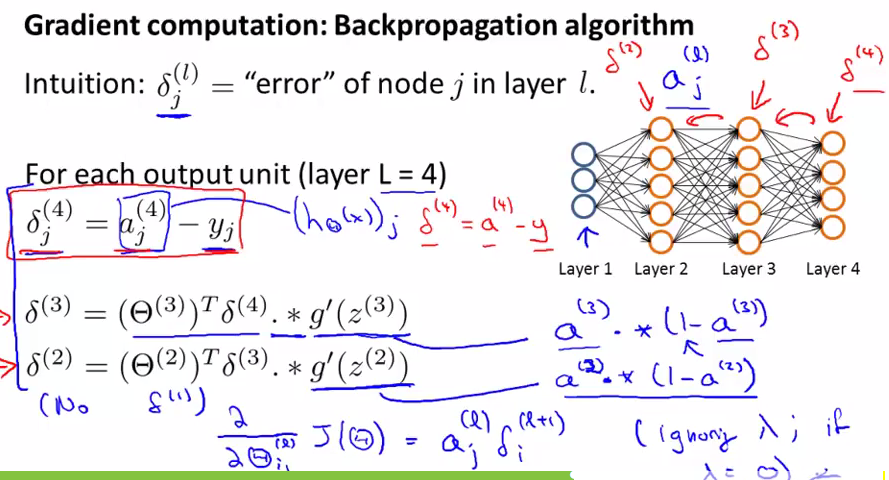 Gradient computation: Backpropagation algorithm
Intuition: δ_j^(l) = “error” of node j in layer l.
δ^(2) a_j^(l) δ^(3) δ^(4)
For each output unit (layer L = 4)
δ_j^(4) = a_j^(4) − y_j (h_Θ(x))_j δ^(4) = a^(4) - y
Layer 1 Layer 2 Layer 3 Layer 4
δ^(3) = (Θ^(3))^T δ^(4) .∗ g′(z^(3)) a^(3) .* (1-a^(3))
δ^(2) = (Θ^(2))^T δ^(3) .∗ g′(z^(2)) a^(2) .* (1-a^(2))
(No δ^(1))
∂/∂Θ_ij^(l) J(Θ) = a_j^(l) δ_i^(l+1) (ignoring λ; if
λ = 0)